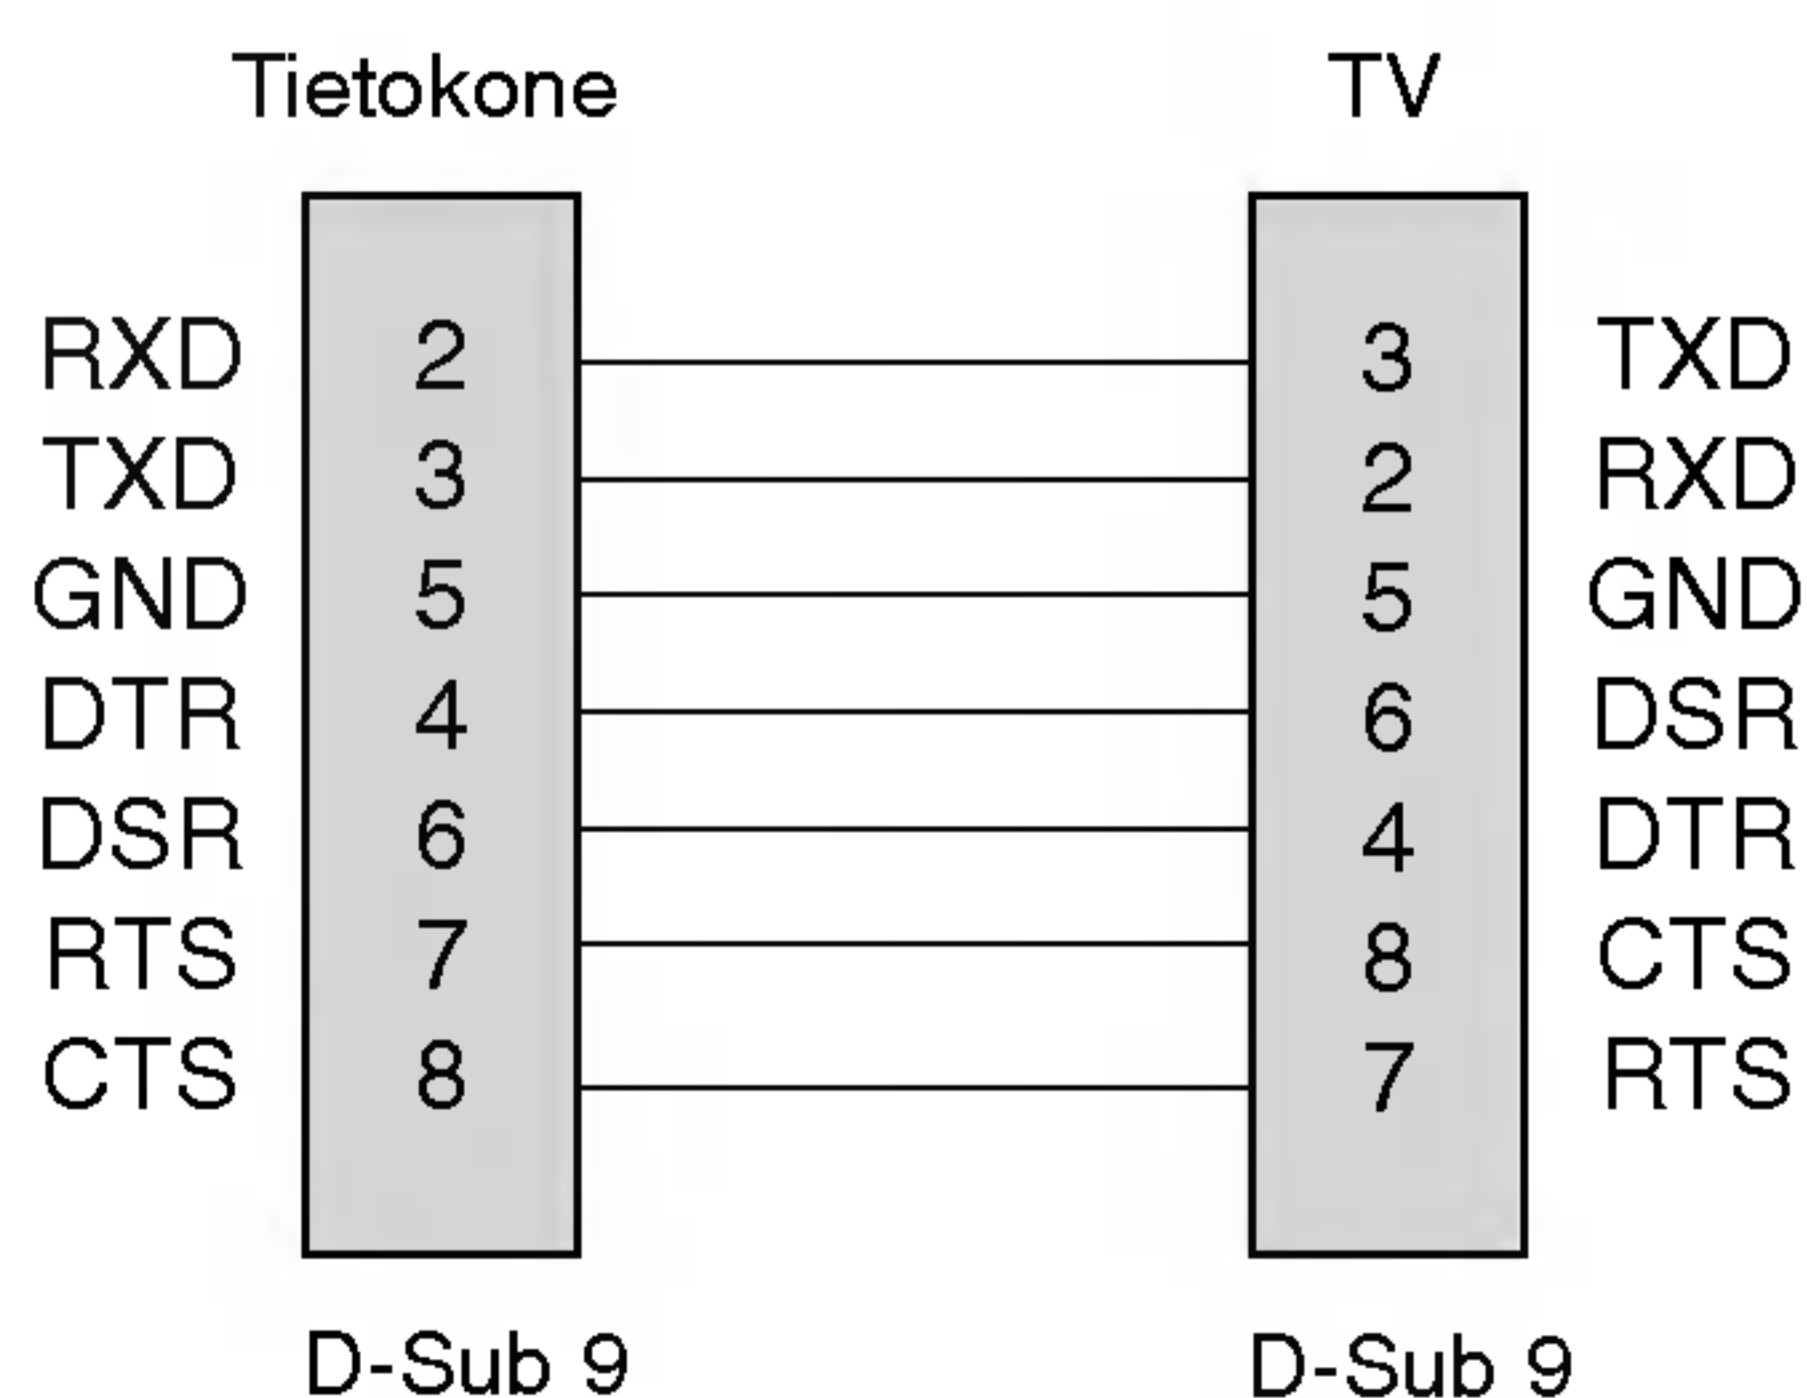 Tietokone TV
RXD 2 3 TXD
TXD 3 2 RXD
GND 5 5 GND
DTR 4 6 DSR
DSR 6 4 DTR
RTS 7 8 CTS
CTS 8 7 RTS
D-Sub 9 D-Sub 9